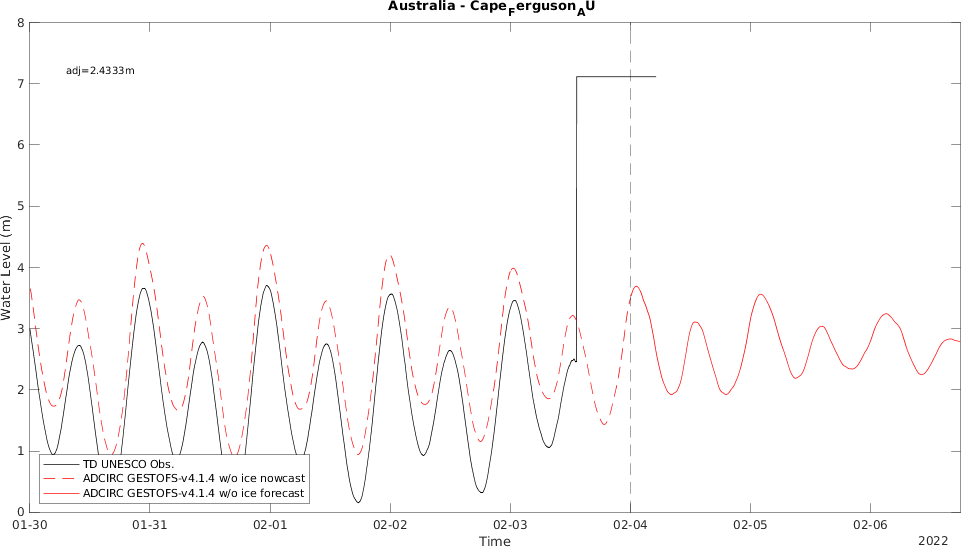 Australia - Cape_Ferguson_AU
8
adj=2.4333m
7
6
5
4
3
2
1
0
Water Level (m)
TD UNESCO Obs.
ADCIRC GESTOFS-v4.1.4 w/o ice nowcast
ADCIRC GESTOFS-v4.1.4 w/o ice forecast
01-30 01-31 02-01 02-02 02-03 02-04 02-05 02-06
Time
2022